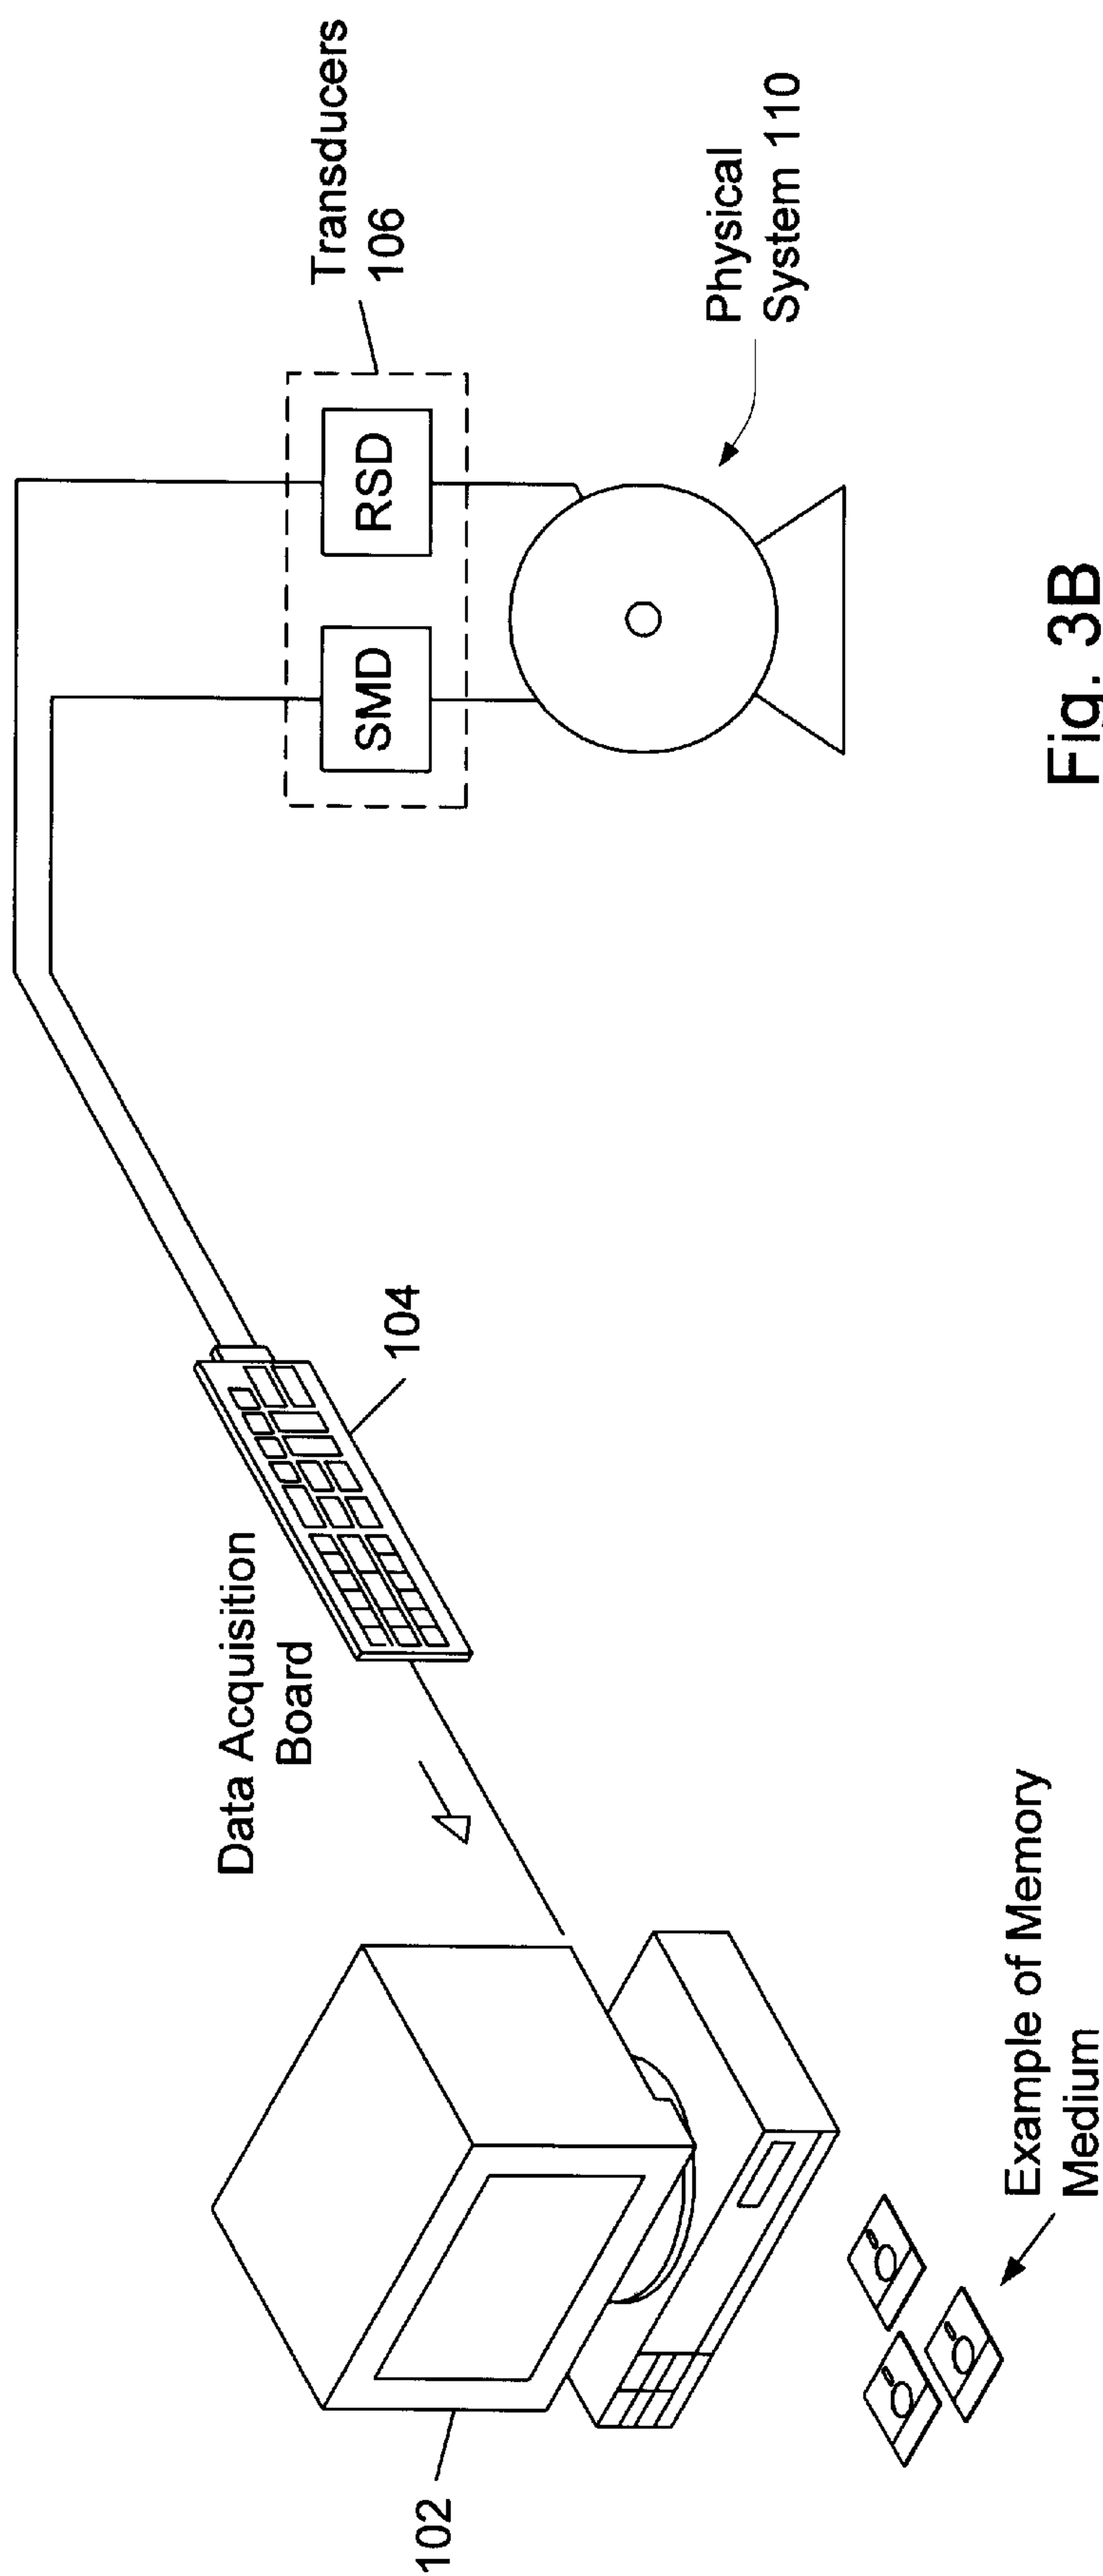 Transducers
106
RSD
SMD
Physical
System 110
104
Data Acquisition
Board
102
Example of Memory
Medium
Fig. 3B